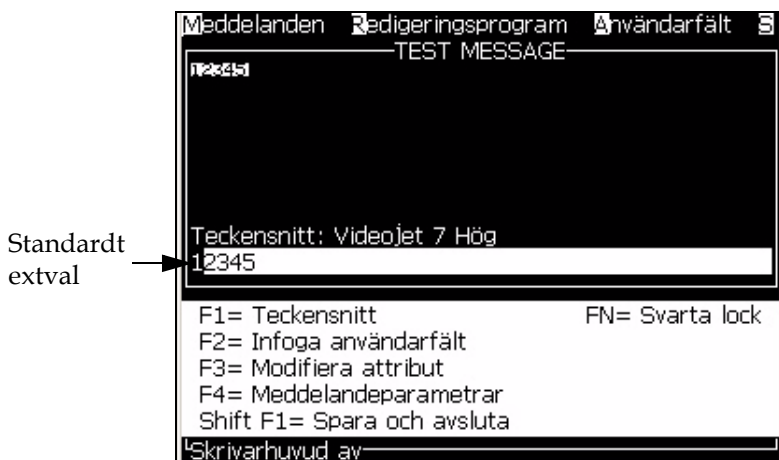 Meddelanden Redigeringsprogram Användarfält S
TEST MESSAGE
12345
Teckensnitt: Videojet 7 Hög
Standardt
extval
12345
F1= Teckensnitt FN= Svarta lock
F2= Infoga användarfält
F3= Modifiera attribut
F4= Meddelandeparametrar
Shift F1= Spara och avsluta
Skrivarhuvud av